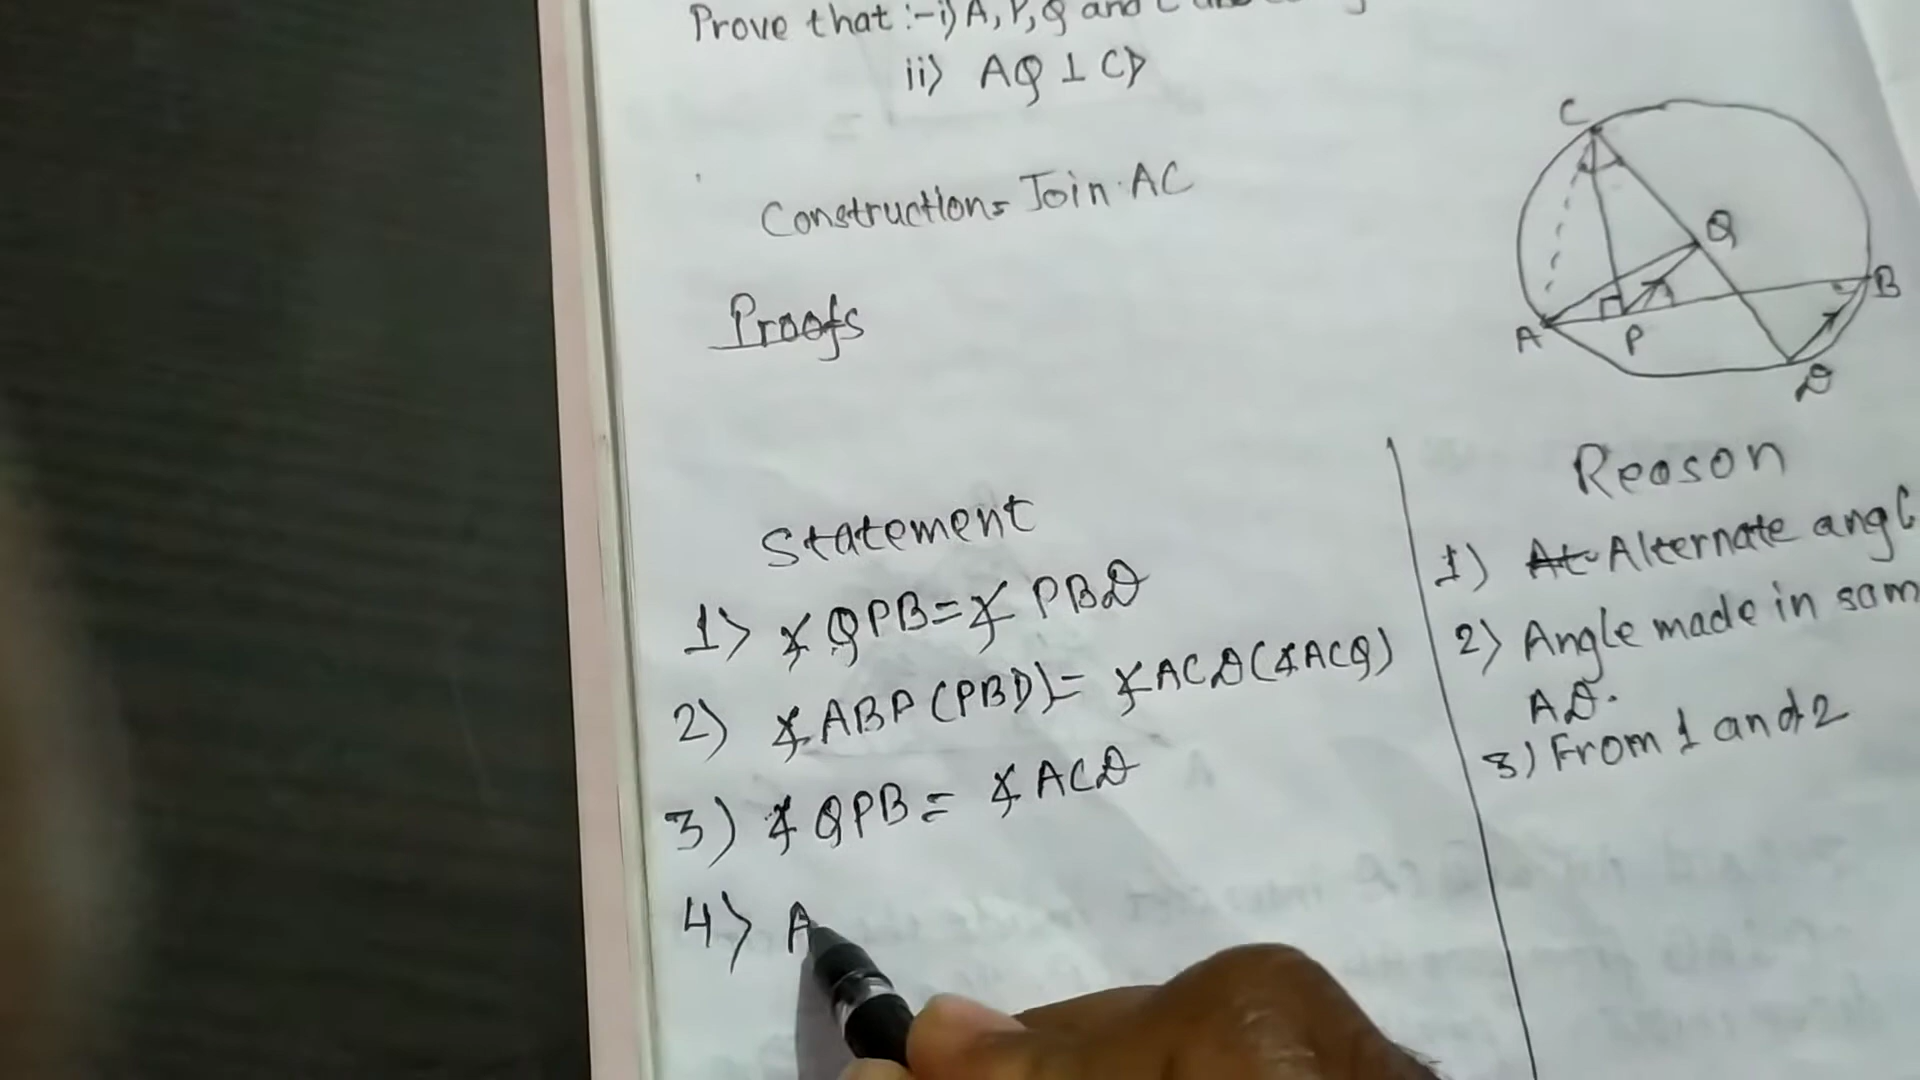 Prove that :- i) A, P, Q and C are
ii) AQ ⊥ CD
Construction= Join AC
Proofs
C
Q
B
A
P
D
Statement
Reason
1) ∡QPB = ∡PBD
1) At Alternate angl
2) ∡ABD (PBD) = ∡ACD (∡ACQ)
2) Angle made in sam
AD.
3) ∡QPB = ∡ACD
3) From 1 and 2
4) A